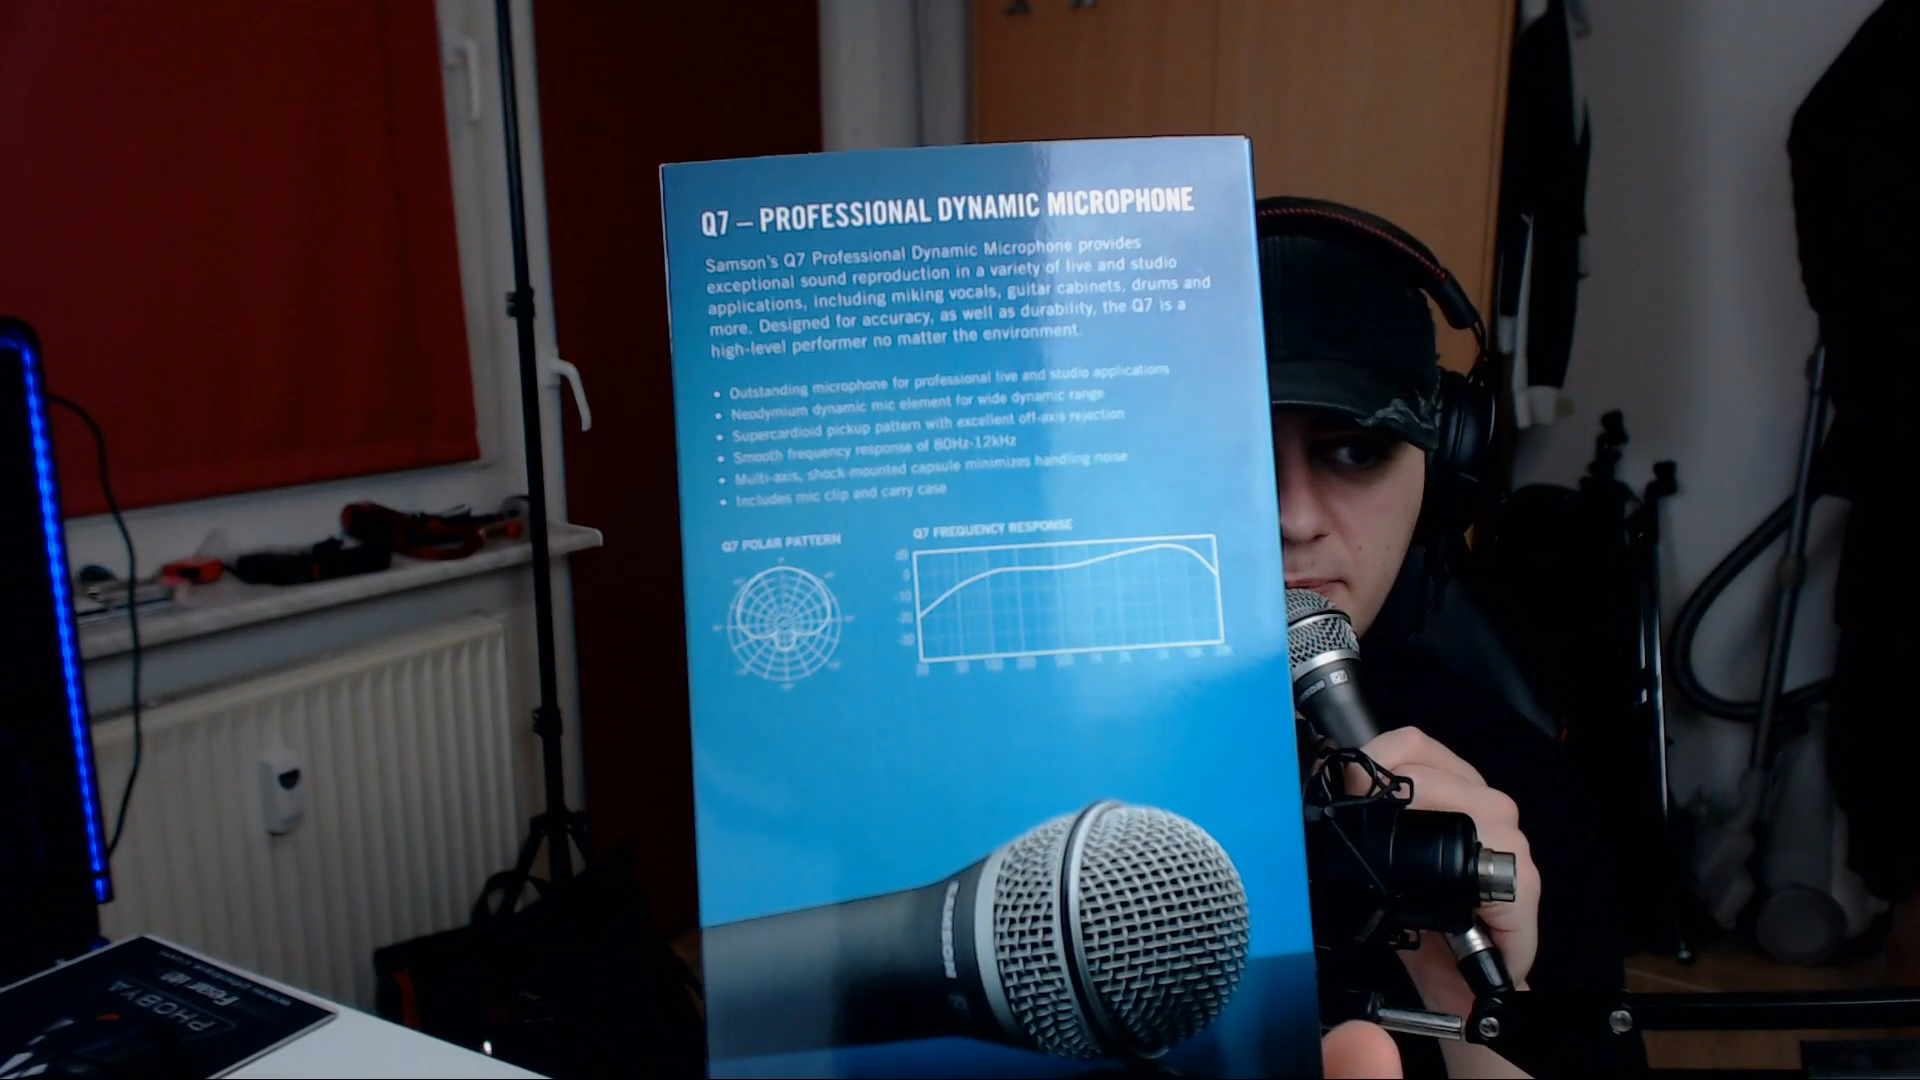 Q7 – PROFESSIONAL DYNAMIC MICROPHONE
Samson's Q7 Professional Dynamic Microphone provides
exceptional sound reproduction in a variety of live and studio
applications, including miking vocals, guitar cabinets, drums and
more. Designed for accuracy, as well as durability, the Q7 is a
high-level performer no matter the environment.
• Outstanding microphone for professional live and studio applications
• Neodymium dynamic mic element for wide dynamic range
• Supercardioid pickup pattern with excellent off-axis rejection
• Smooth frequency response of 80Hz-12kHz
• Multi-axis, shock-mounted capsule minimizes handling noise
• Includes mic clip and carry case
Q7 POLAR PATTERN
Q7 FREQUENCY RESPONSE
SAMSON
PHOBYA